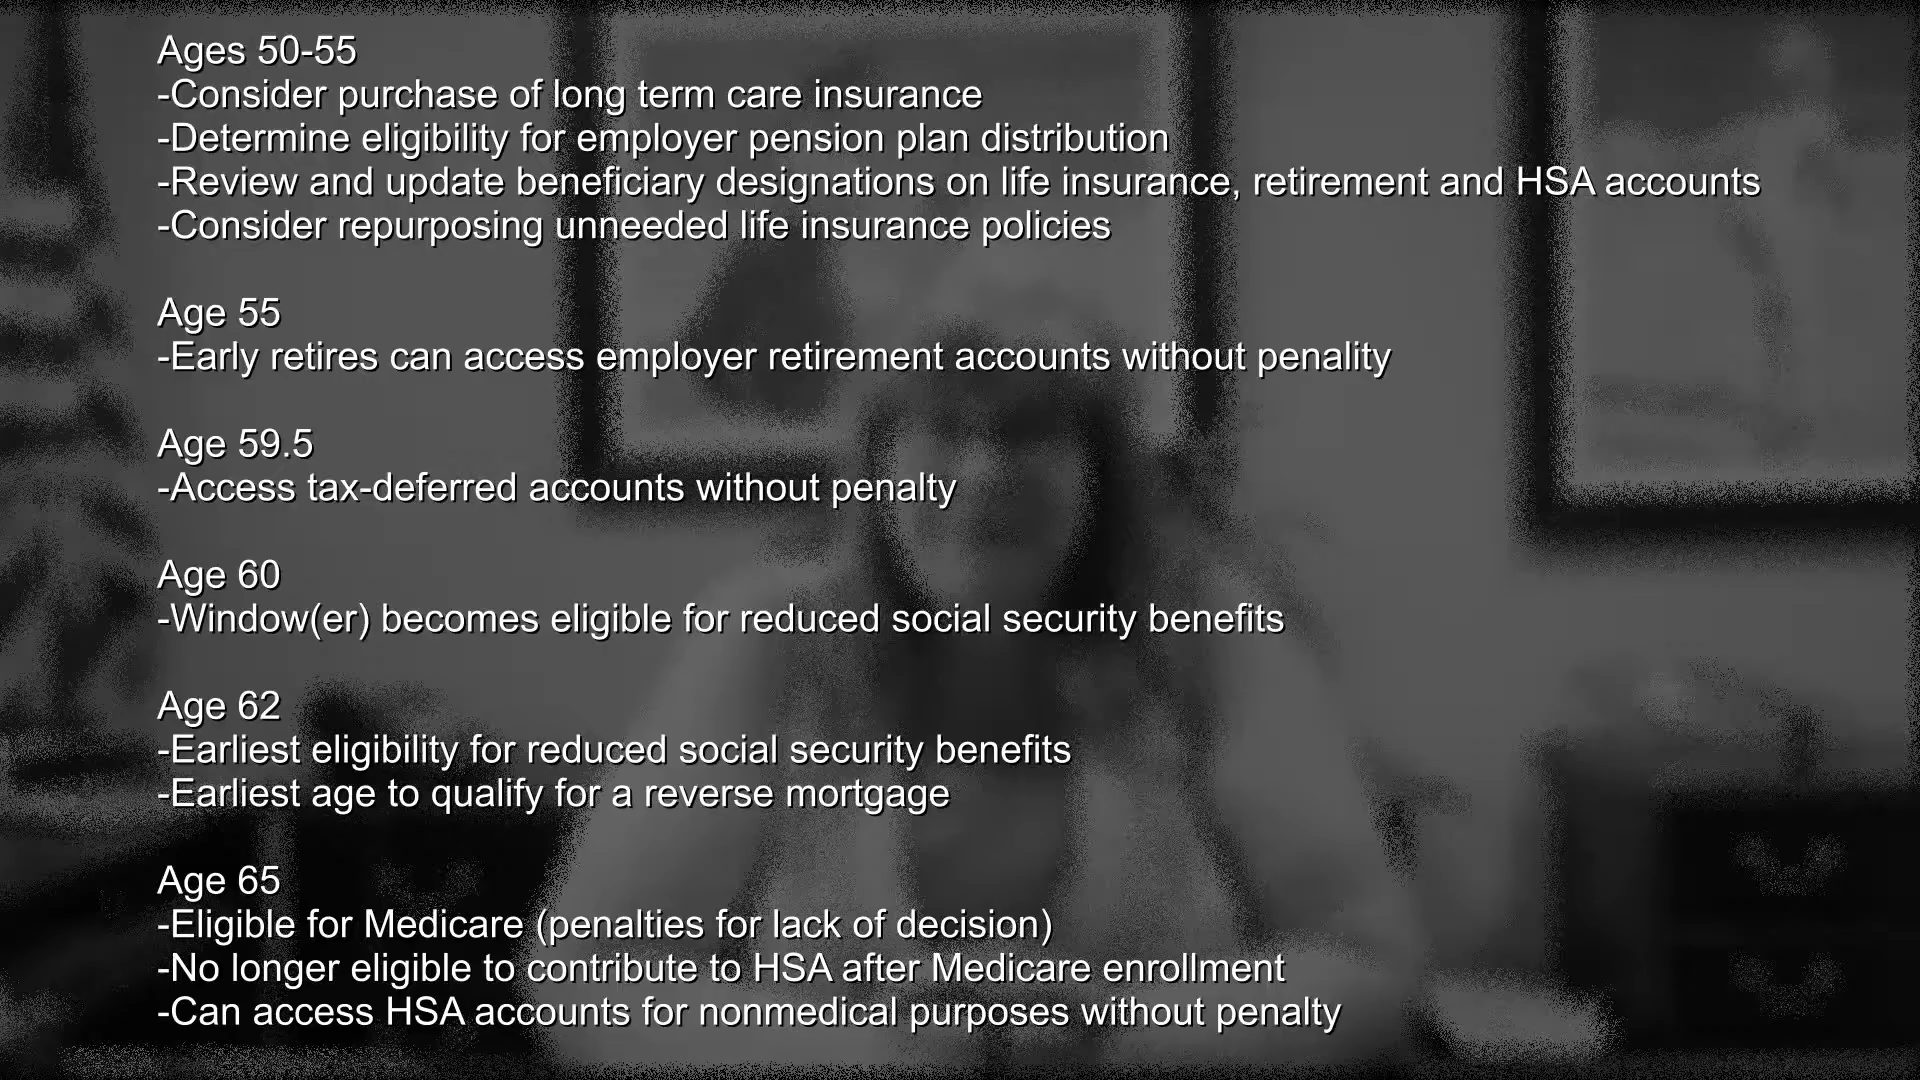 Ages 50-55
-Consider purchase of long term care insurance
-Determine eligibility for employer pension plan distribution
-Review and update beneficiary designations on life insurance, retirement and HSA accounts
-Consider repurposing unneeded life insurance policies
Age 55
-Early retires can access employer retirement accounts without penality
Age 59.5
-Access tax-deferred accounts without penalty
Age 60
-Window(er) becomes eligible for reduced social security benefits
Age 62
-Earliest eligibility for reduced social security benefits
-Earliest age to qualify for a reverse mortgage
Age 65
-Eligible for Medicare (penalties for lack of decision)
-No longer eligible to contribute to HSA after Medicare enrollment
-Can access HSA accounts for nonmedical purposes without penalty